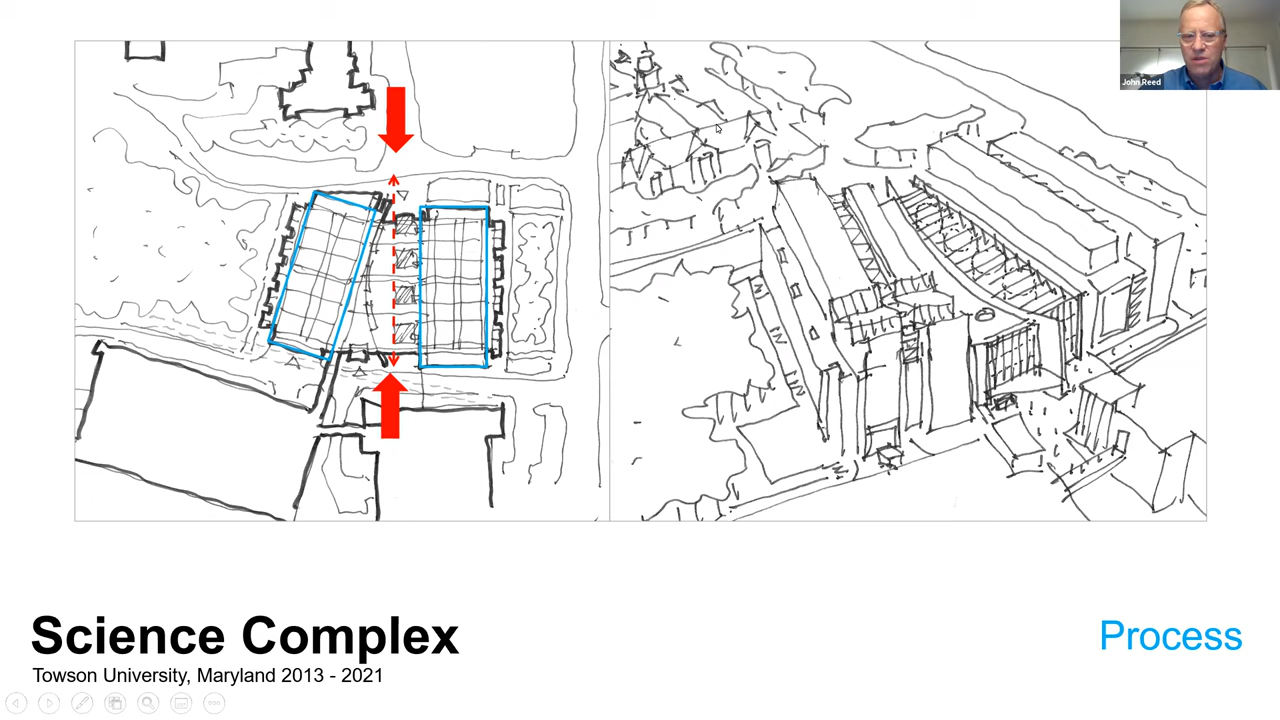 John Reed
Science Complex
Towson University, Maryland 2013 - 2021
Process